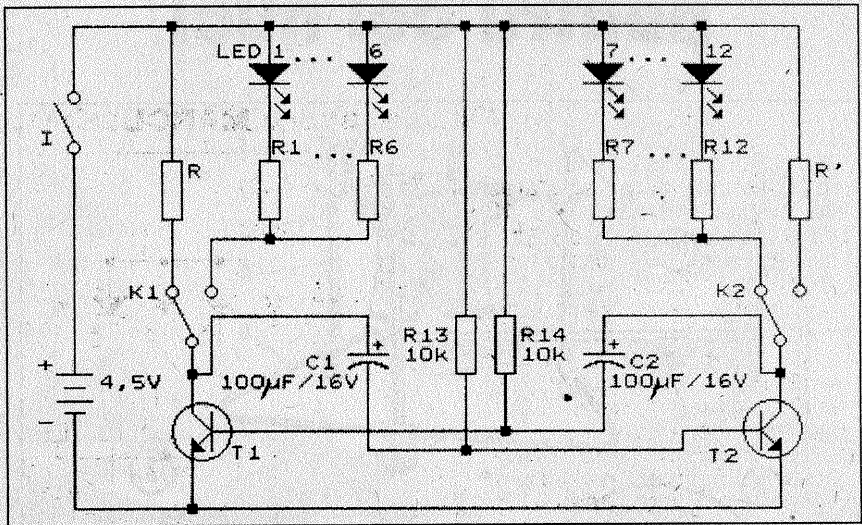 LED 1 ... 6
7 ... 12
I
R
R1 ... R6
R7 ... R12
R'
K1
K2
R13
10k
R14
10k
C1
100µF/16V
C2
100µF/16V
+
4,5V
-
+
+
T1
T2